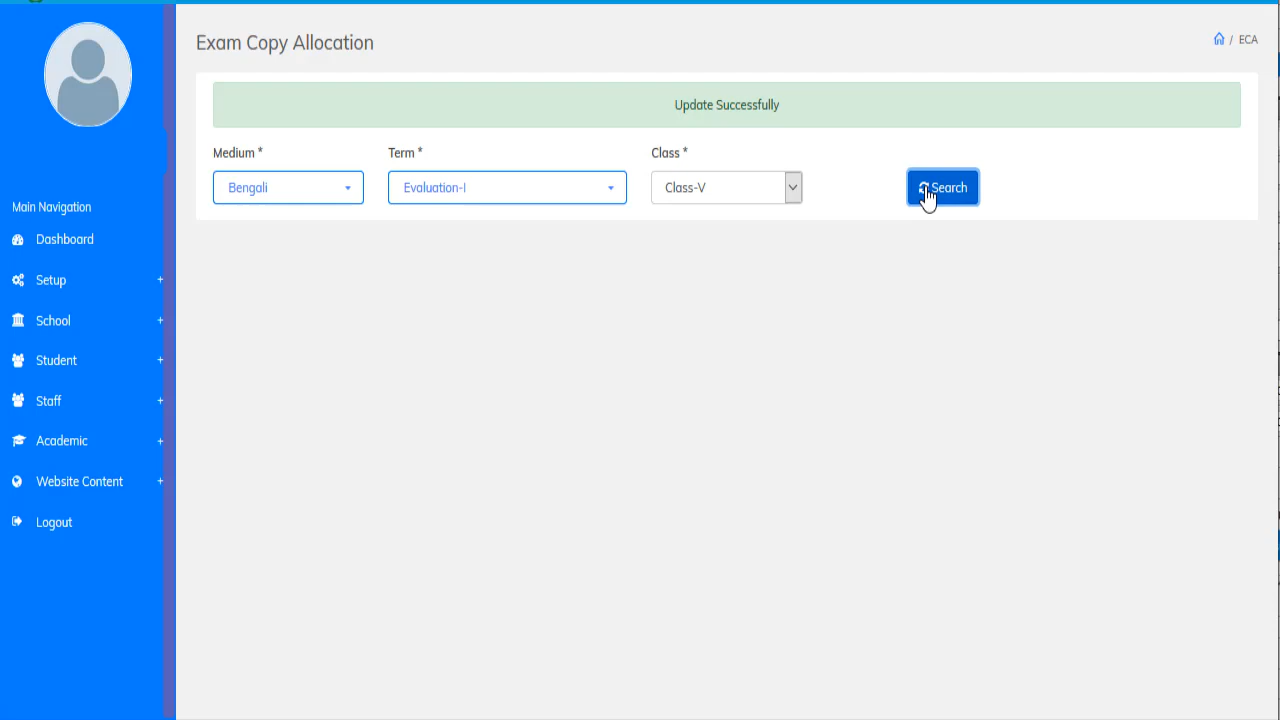 Exam Copy Allocation
/ ECA
Update Successfully
Medium *
Term *
Class *
Bengali
Evaluation-I
Class-V
Search
Main Navigation
Dashboard
Setup +
School +
Student +
Staff +
Academic +
Website Content +
Logout